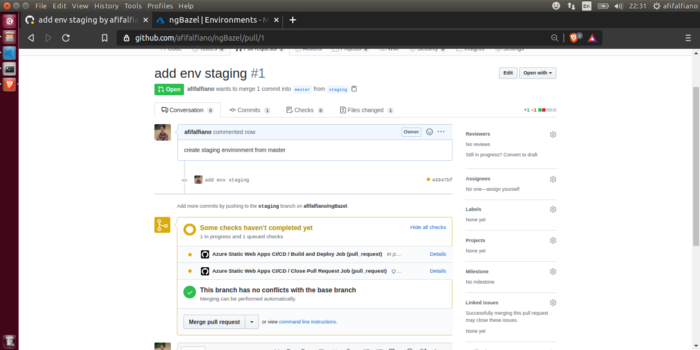 File Edit View History Bookmarks Tools Window Help
22:31 afifalfiano
add env staging by afifalfian
ngBazel | Environments - M
github.com/afifalfiano/ngBazel/pull/1
add env staging #1
Edit
Open with
Open
afifalfiano wants to merge 1 commit into master from staging
Conversation 0
Commits 1
Checks 0
Files changed 1
+1 −1
afifalfiano commented now
Owner
create staging environment from master
add env staging
Add more commits by pushing to the staging branch on afifalfiano/ngBazel.
Some checks haven't completed yet
Hide all checks
1 in progress and 1 queued checks
Azure Static Web Apps CI/CD / Build and Deploy Job (pull_request) In p...
Details
Azure Static Web Apps CI/CD / Close Pull Request Job (pull_request) Q...
Details
This branch has no conflicts with the base branch
Merging can be performed automatically.
Merge pull request
or view command line instructions.
Reviewers
No reviews
Still in progress? Convert to draft
Assignees
No one—assign yourself
Labels
None yet
Projects
None yet
Milestone
No milestone
Linked issues
Successfully merging this pull request
may close these issues.
None yet